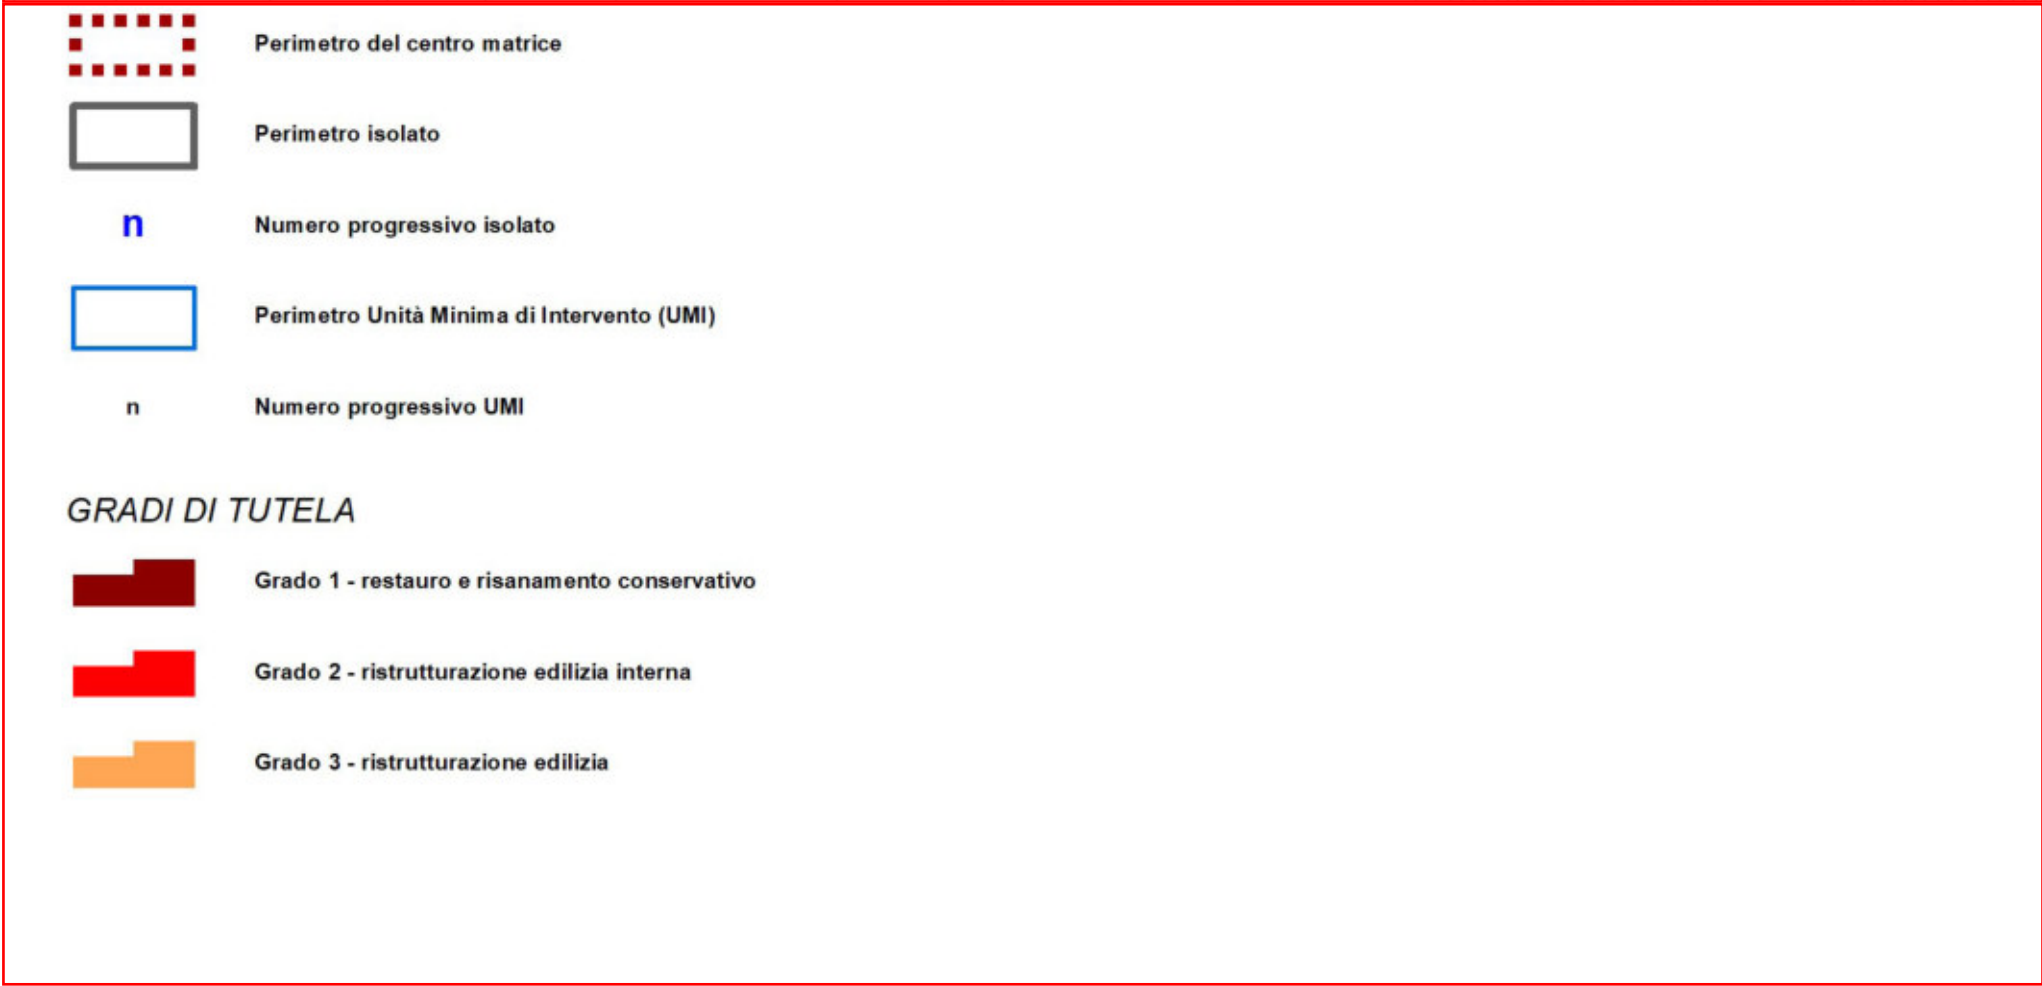 Perimetro del centro matrice
Perimetro isolato
n Numero progressivo isolato
Perimetro Unità Minima di Intervento (UMI)
n Numero progressivo UMI
GRADI DI TUTELA
Grado 1 - restauro e risanamento conservativo
Grado 2 - ristrutturazione edilizia interna
Grado 3 - ristrutturazione edilizia